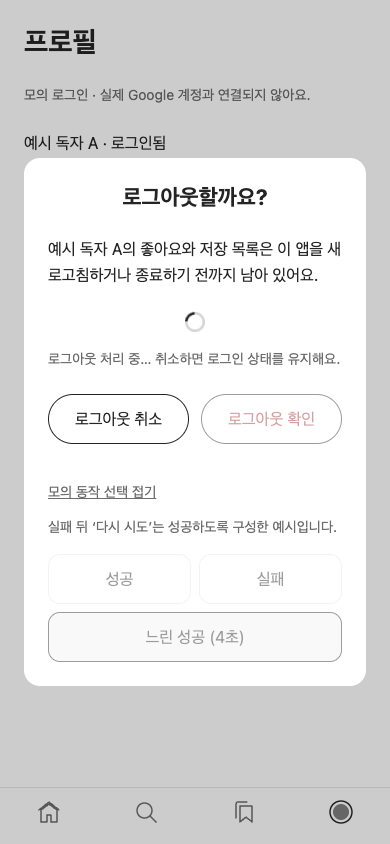 프로필
모의 로그인 · 실제 Google 계정과 연결되지 않아요.
예시 독자 A · 로그인됨
로그아웃할까요?
예시 독자 A의 좋아요와 저장 목록은 이 앱을 새
로고침하거나 종료하기 전까지 남아 있어요.
로그아웃 처리 중… 취소하면 로그인 상태를 유지해요.
로그아웃 취소
로그아웃 확인
모의 동작 선택 접기
실패 뒤 ‘다시 시도’는 성공하도록 구성한 예시입니다.
성공
실패
느린 성공 (4초)